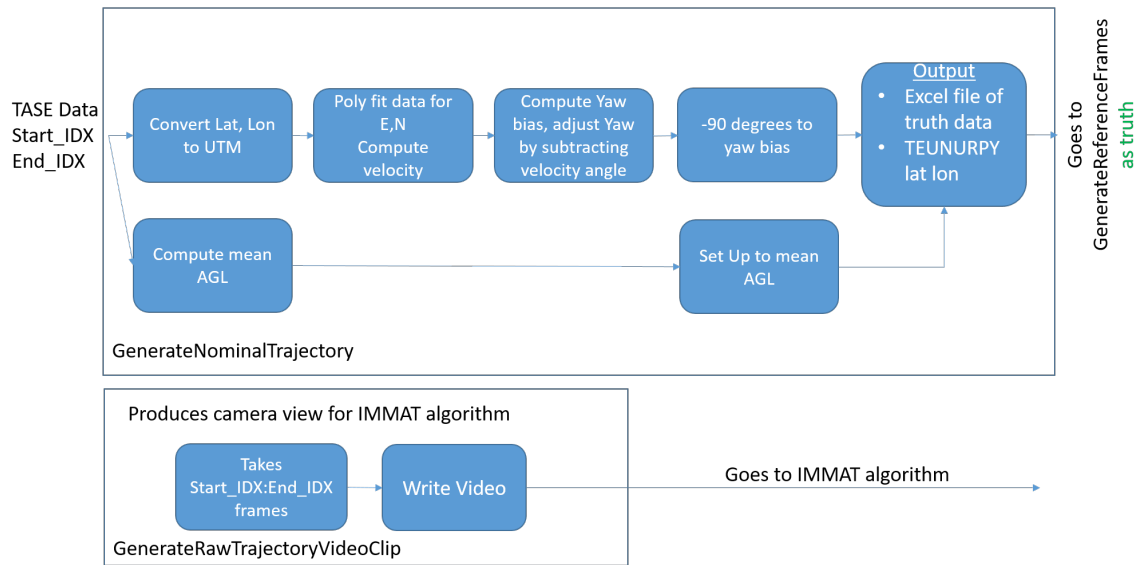 TASE Data
Start_IDX
End_IDX
Convert Lat, Lon
to UTM
Poly fit data for
E,N
Compute
velocity
Compute Yaw
bias, adjust Yaw
by subtracting
velocity angle
-90 degrees to
yaw bias
Output
• Excel file of
truth data
• TEUNURPY
lat lon
Goes to
GenerateReferenceFrames
as truth
Compute mean
AGL
Set Up to mean
AGL
GenerateNominalTrajectory
Produces camera view for IMMAT algorithm
Takes
Start_IDX:End_IDX
frames
Write Video
Goes to IMMAT algorithm
GenerateRawTrajectoryVideoClip